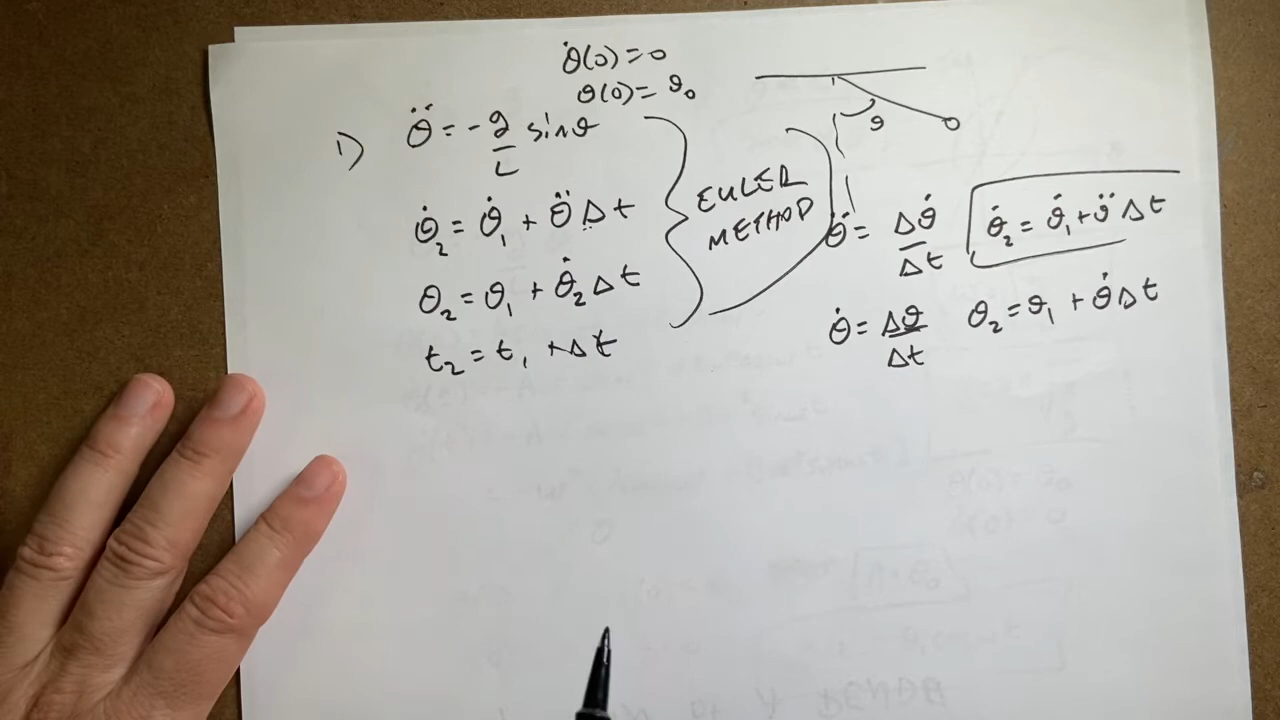 θ̇(0)=0
θ(0)=θ₀
1) θ̈ = -g/L sinθ
θ̇₂ = θ̇₁ + θ̈ Δt
θ₂ = θ₁ + θ̇₂ Δt
t₂ = t₁ + Δt
EULER
METHOD
θ
θ̈ = Δθ̇/Δt θ̇₂ = θ̇₁ + θ̈ Δt
θ̇ = Δθ/Δt θ₂ = θ₁ + θ̇ Δt